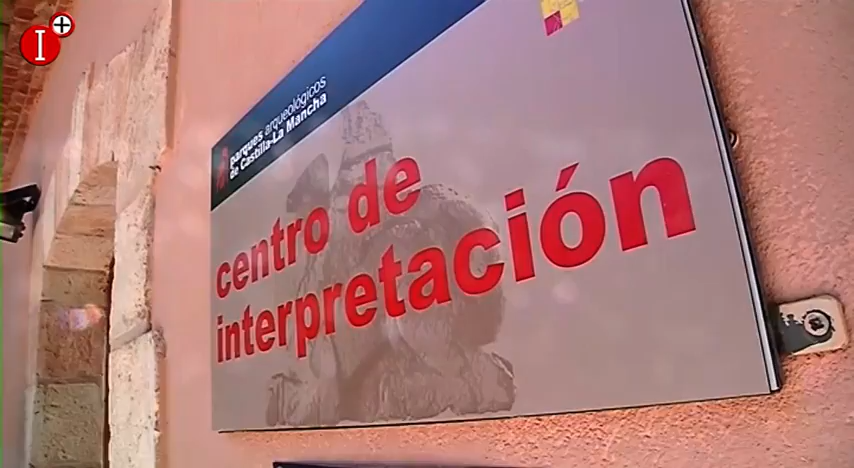 I+
parques arqueológicos
de Castilla-La Mancha
centro de
interpretación